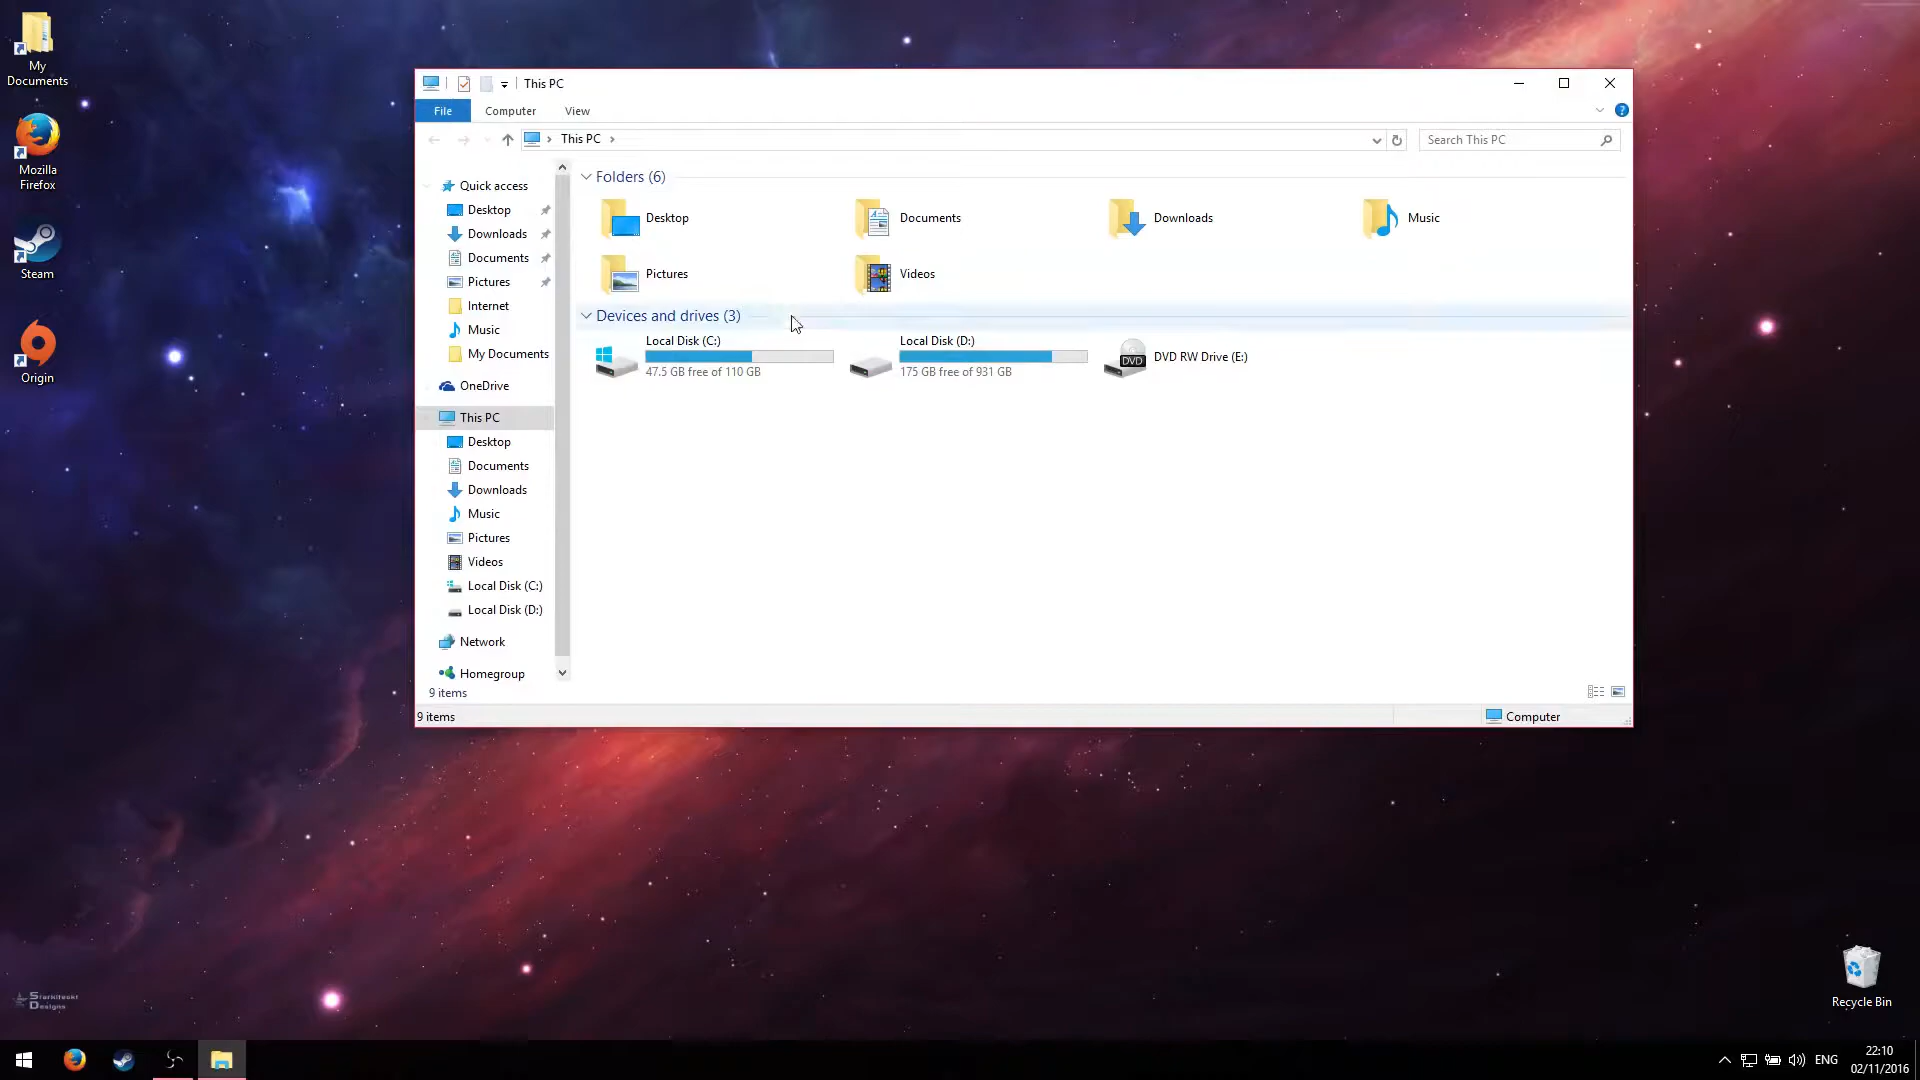 My
Documents
Mozilla
Firefox
Steam
Origin
This PC
File
Computer
View
This PC
Search This PC
Quick access
Desktop
Downloads
Documents
Pictures
Internet
Music
My Documents
OneDrive
This PC
Desktop
Documents
Downloads
Music
Pictures
Videos
Local Disk (C:)
Local Disk (D:)
Network
Homegroup
Folders (6)
Desktop
Documents
Downloads
Music
Pictures
Videos
Devices and drives (3)
Local Disk (C:)
47.5 GB free of 110 GB
Local Disk (D:)
175 GB free of 931 GB
DVD
DVD RW Drive (E:)
9 items
9 items
Computer
Designs
Recycle Bin
ENG
22:10
02/11/2016